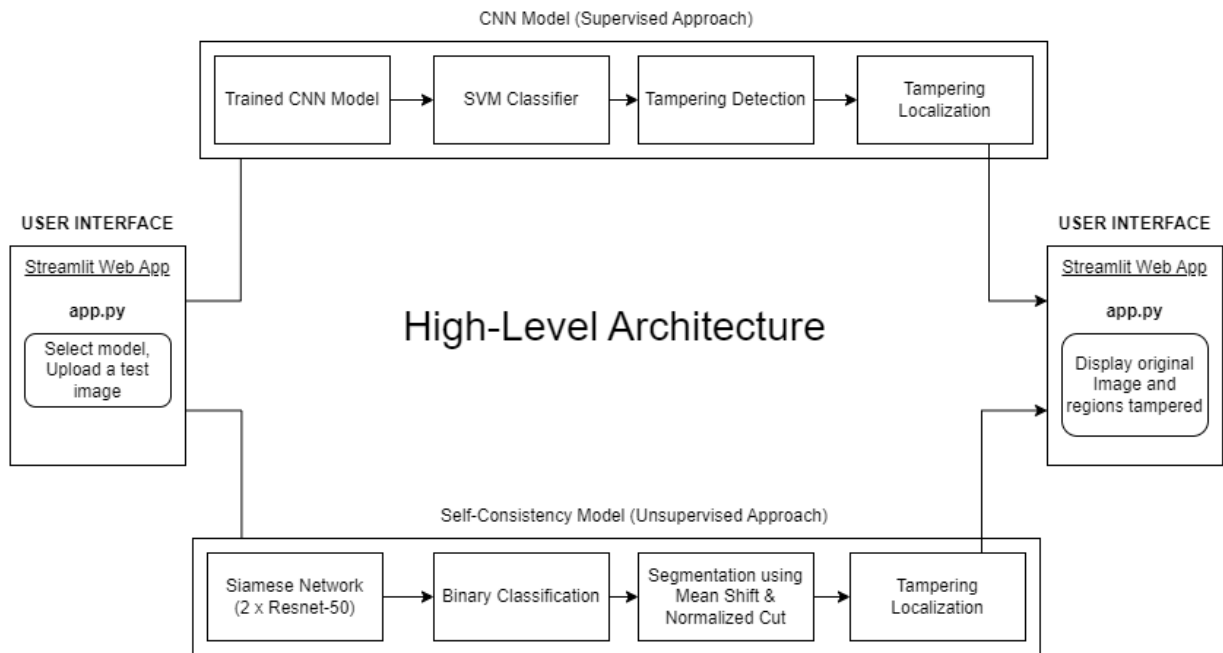 CNN Model (Supervised Approach)
Trained CNN Model
SVM Classifier
Tampering Detection
Tampering
Localization
USER INTERFACE
Streamlit Web App
app.py
Select model,
Upload a test
image
High-Level Architecture
USER INTERFACE
Streamlit Web App
app.py
Display original
Image and
regions tampered
Self-Consistency Model (Unsupervised Approach)
Siamese Network
(2 x Resnet-50)
Binary Classification
Segmentation using
Mean Shift &
Normalized Cut
Tampering
Localization